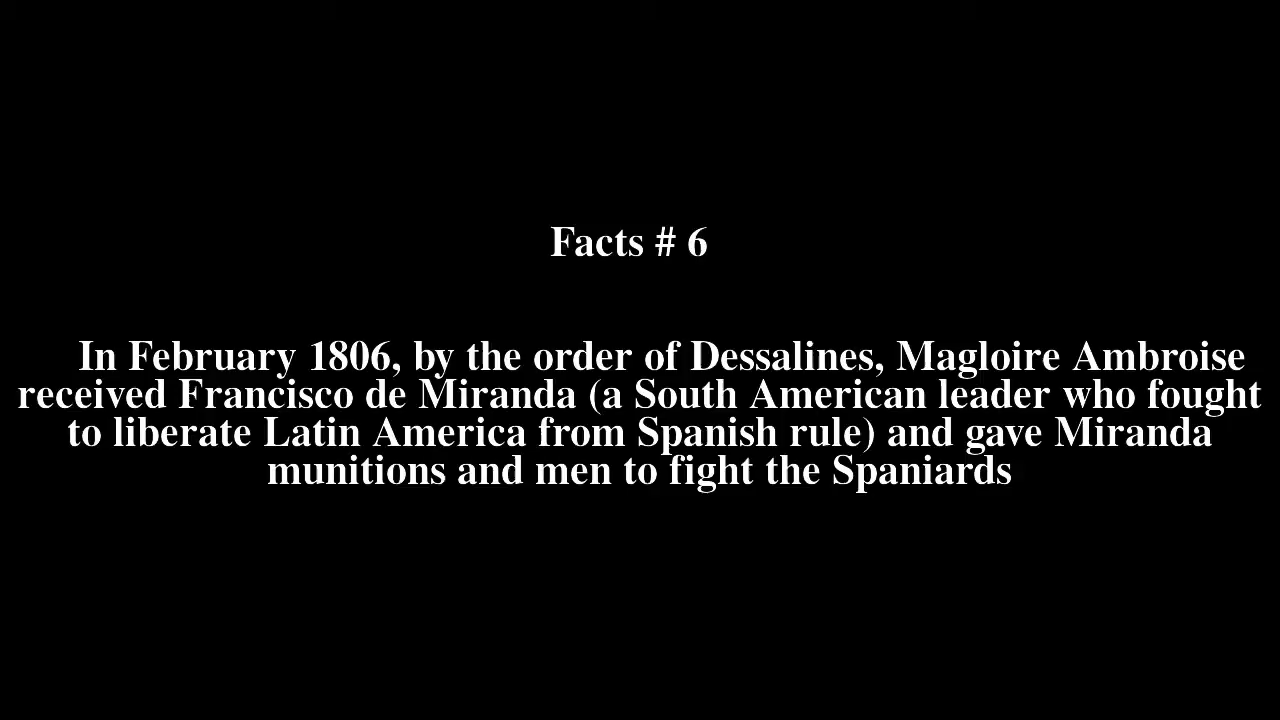 Facts # 6
In February 1806, by the order of Dessalines, Magloire Ambroise
received Francisco de Miranda (a South American leader who fought
to liberate Latin America from Spanish rule) and gave Miranda
munitions and men to fight the Spaniards